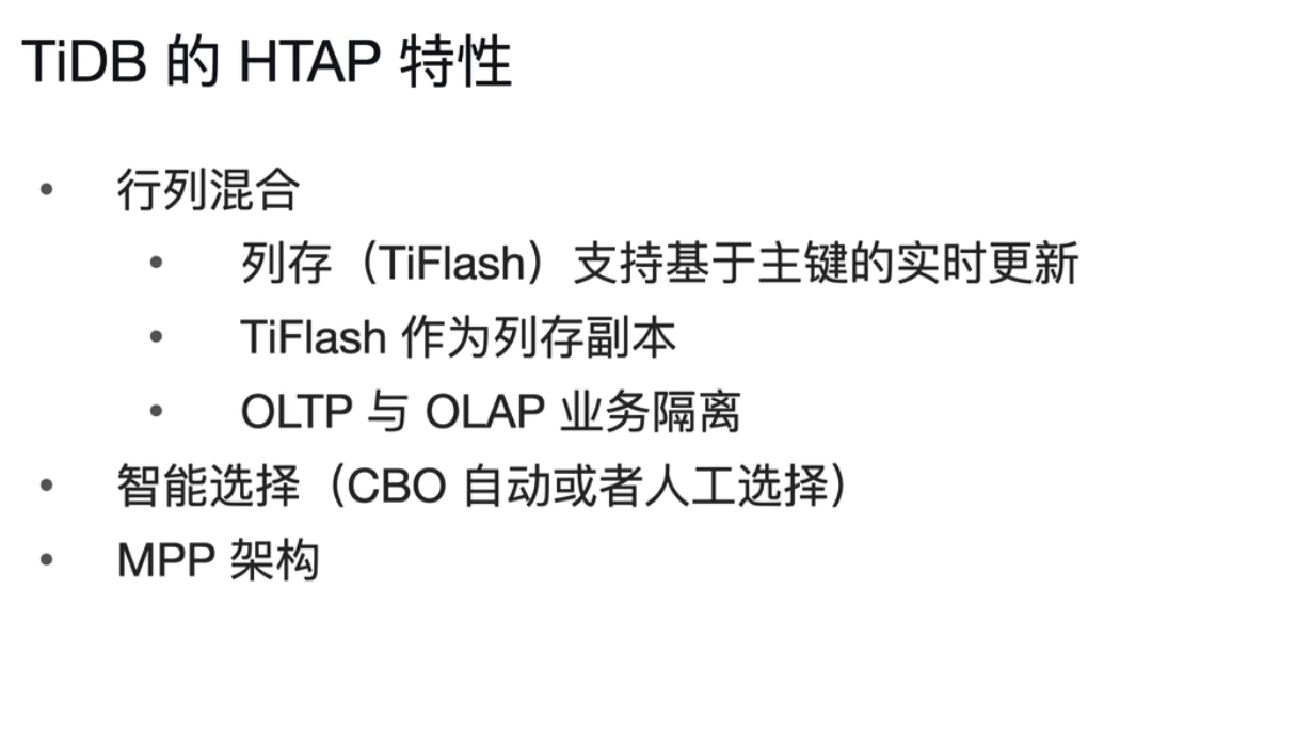 TiDB 的 HTAP 特性
• 行列混合
• 列存（TiFlash）支持基于主键的实时更新
• TiFlash 作为列存副本
• OLTP 与 OLAP 业务隔离
• 智能选择（CBO 自动或者人工选择）
• MPP 架构